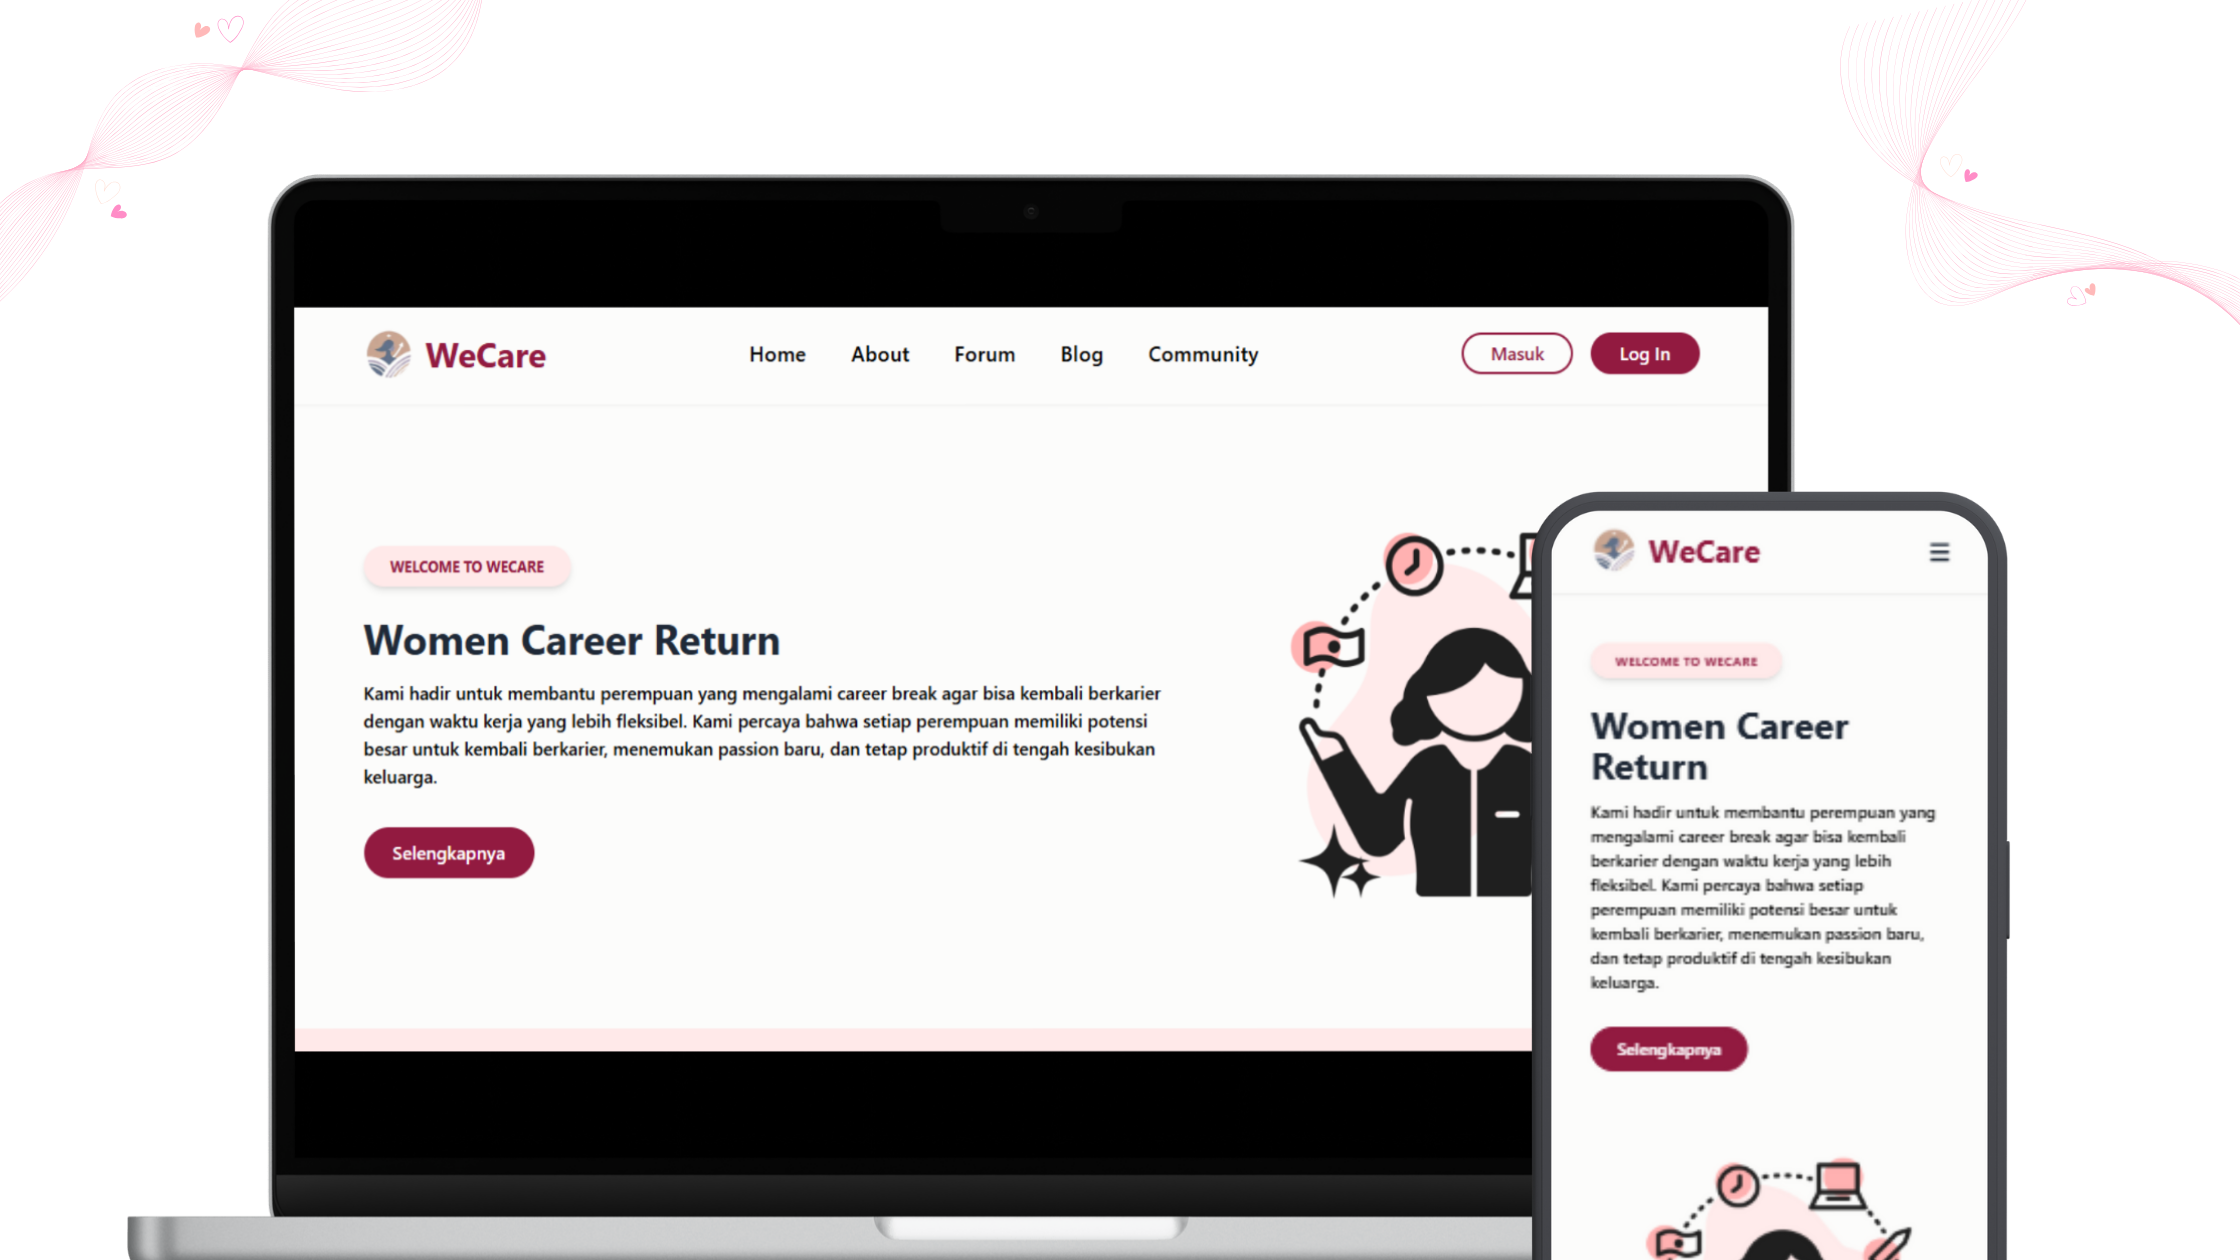 WeCare
Home
About
Forum
Blog
Community
Masuk
Log In
WELCOME TO WECARE
Women Career Return
Kami hadir untuk membantu perempuan yang mengalami career break agar bisa kembali berkarier
dengan waktu kerja yang lebih fleksibel. Kami percaya bahwa setiap perempuan memiliki potensi
besar untuk kembali berkarier, menemukan passion baru, dan tetap produktif di tengah kesibukan
keluarga.
Selengkapnya
WeCare
WELCOME TO WECARE
Women Career
Return
Kami hadir untuk membantu perempuan yang
mengalami career break agar bisa kembali
berkarier dengan waktu kerja yang lebih
fleksibel. Kami percaya bahwa setiap
perempuan memiliki potensi besar untuk
kembali berkarier, menemukan passion baru,
dan tetap produktif di tengah kesibukan
keluarga.
Selengkapnya